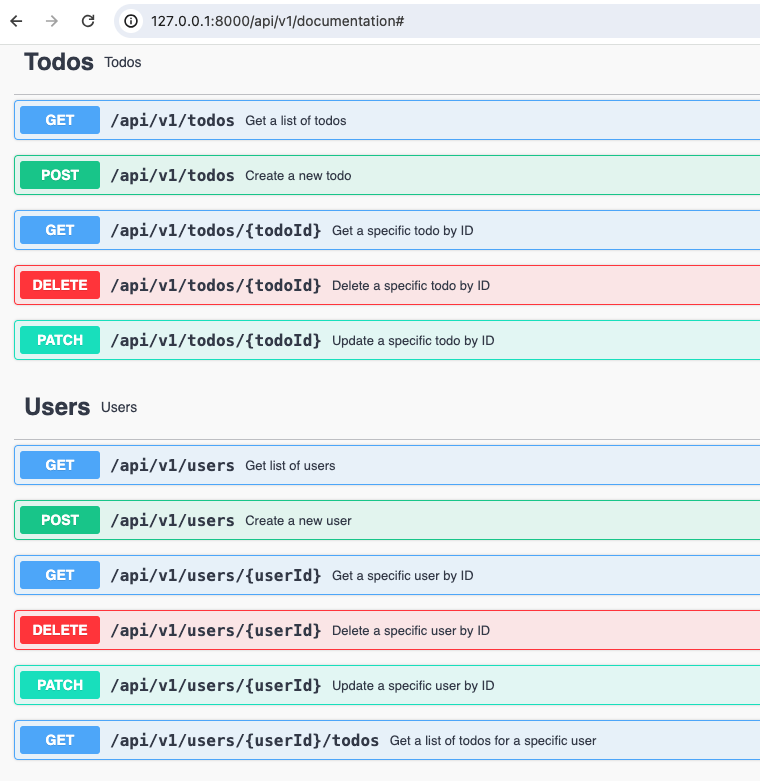 127.0.0.1:8000/api/v1/documentation#
Todos Todos
GET /api/v1/todos Get a list of todos
POST /api/v1/todos Create a new todo
GET /api/v1/todos/{todoId} Get a specific todo by ID
DELETE /api/v1/todos/{todoId} Delete a specific todo by ID
PATCH /api/v1/todos/{todoId} Update a specific todo by ID
Users Users
GET /api/v1/users Get list of users
POST /api/v1/users Create a new user
GET /api/v1/users/{userId} Get a specific user by ID
DELETE /api/v1/users/{userId} Delete a specific user by ID
PATCH /api/v1/users/{userId} Update a specific user by ID
GET /api/v1/users/{userId}/todos Get a list of todos for a specific user